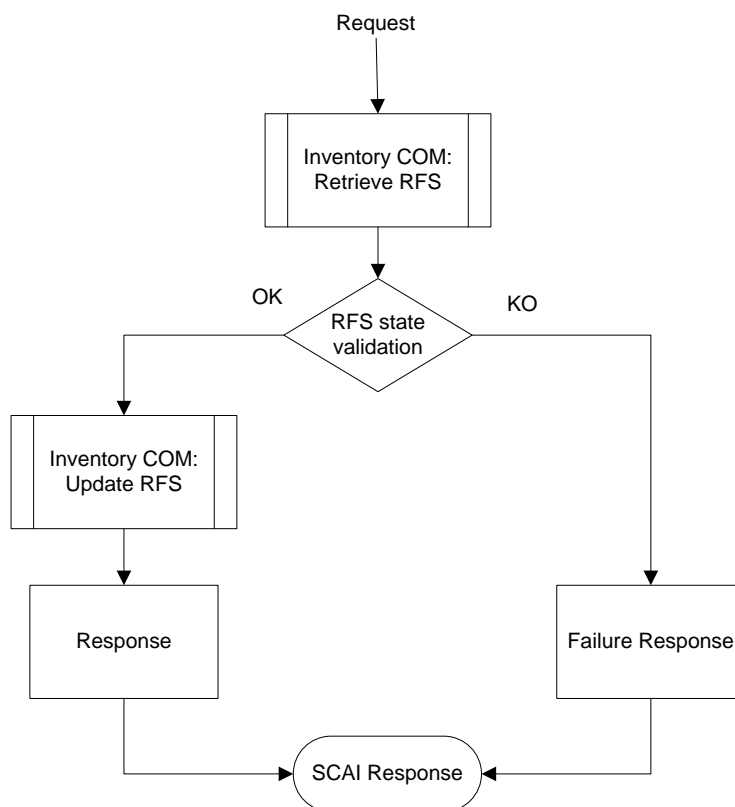 Request
Inventory COM:
Retrieve RFS
OK
KO
RFS state
validation
Inventory COM:
Update RFS
Response
Failure Response
SCAI Response